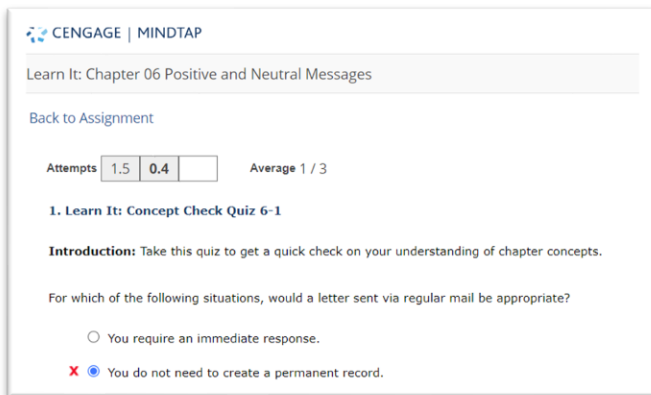 CENGAGE | MINDTAP
Learn It: Chapter 06 Positive and Neutral Messages
Back to Assignment
Attempts 1.5 0.4 Average 1 / 3
1. Learn It: Concept Check Quiz 6-1
Introduction: Take this quiz to get a quick check on your understanding of chapter concepts.
For which of the following situations, would a letter sent via regular mail be appropriate?
You require an immediate response.
X You do not need to create a permanent record.